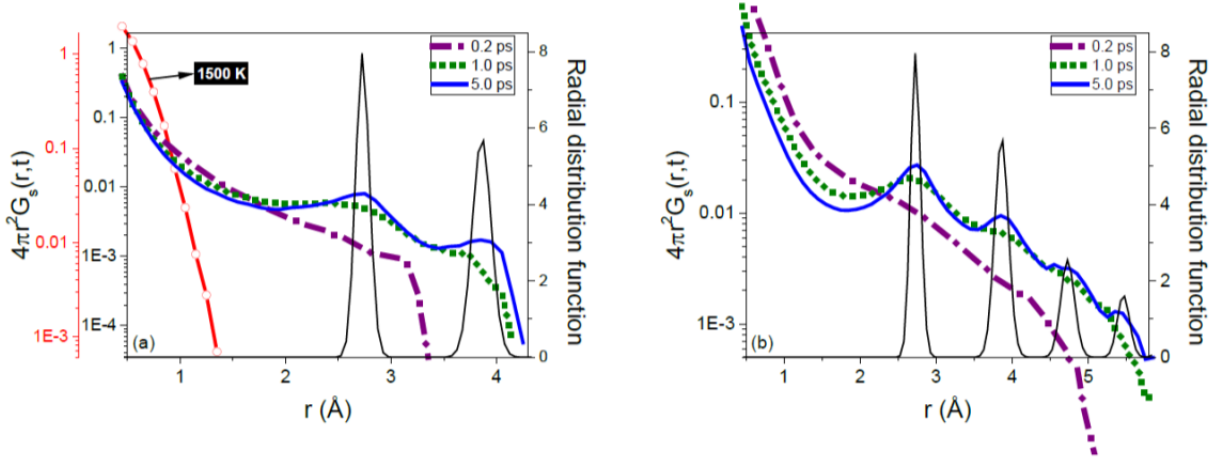 1
0.1
0.01
1E-3
4πr²Gₛ(r,t)
1
0.1
0.01
1E-3
1E-4
1500 K
0.2 ps
1.0 ps
5.0 ps
(a)
1
2
3
4
r (Å)
8
6
4
2
0
Radial distribution function
4πr²Gₛ(r,t)
0.1
0.01
1E-3
0.2 ps
1.0 ps
5.0 ps
(b)
1
2
3
4
5
r (Å)
8
6
4
2
0
Radial distribution function